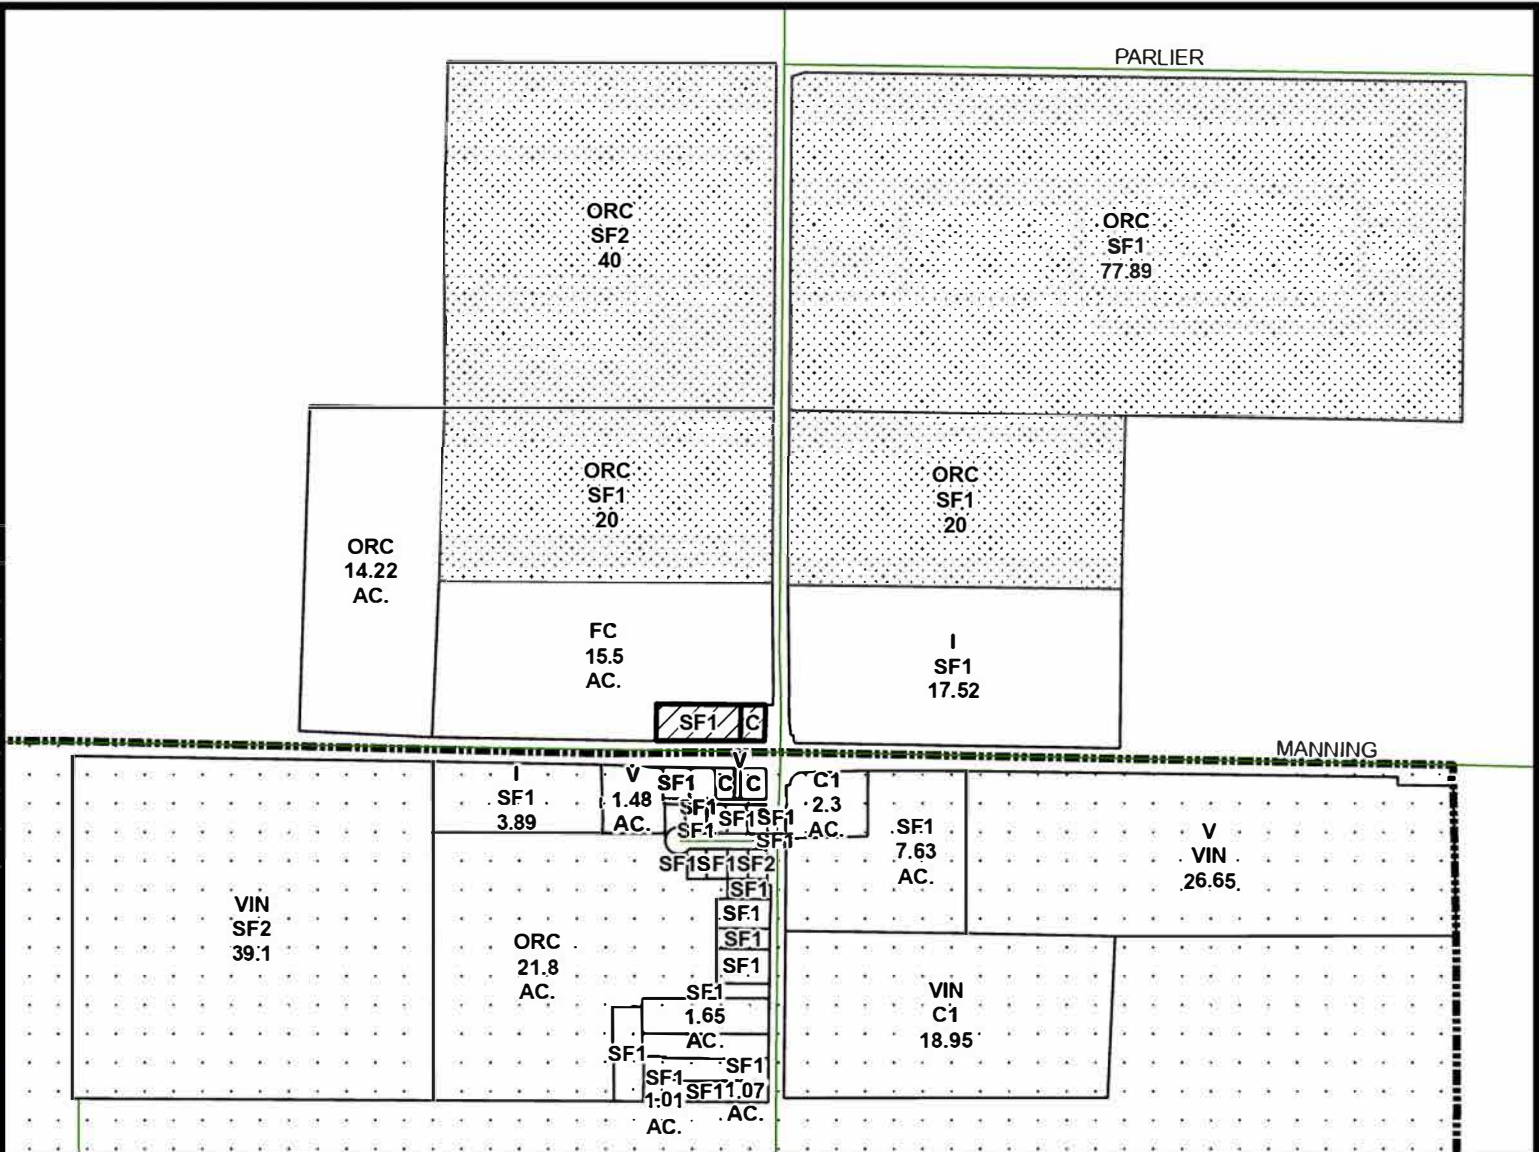 PARLIER
ORC
SF2
40
ORC
SF1
77.89
ORC
SF1
20
ORC
SF1
20
ORC
14.22
AC.
FC
15.5
AC.
I
SF1
17.52
SF1
C
MANNING
V
I
SF1
3.89
V
1.48
AC.
SF1
C
C
C1
2.3
AC.
SF1
SF1
SF1
SF1
SF1
SF1
7.63
AC.
V
VIN
26.65
SF1
SF1
SF2
SF1
SF1
SF1
SF1
VIN
SF2
39.1
ORC
21.8
AC.
SF1
1.65
AC.
VIN
C1
18.95
SF1
SF1
1.01
AC.
SF1
SF1
1.07
AC.